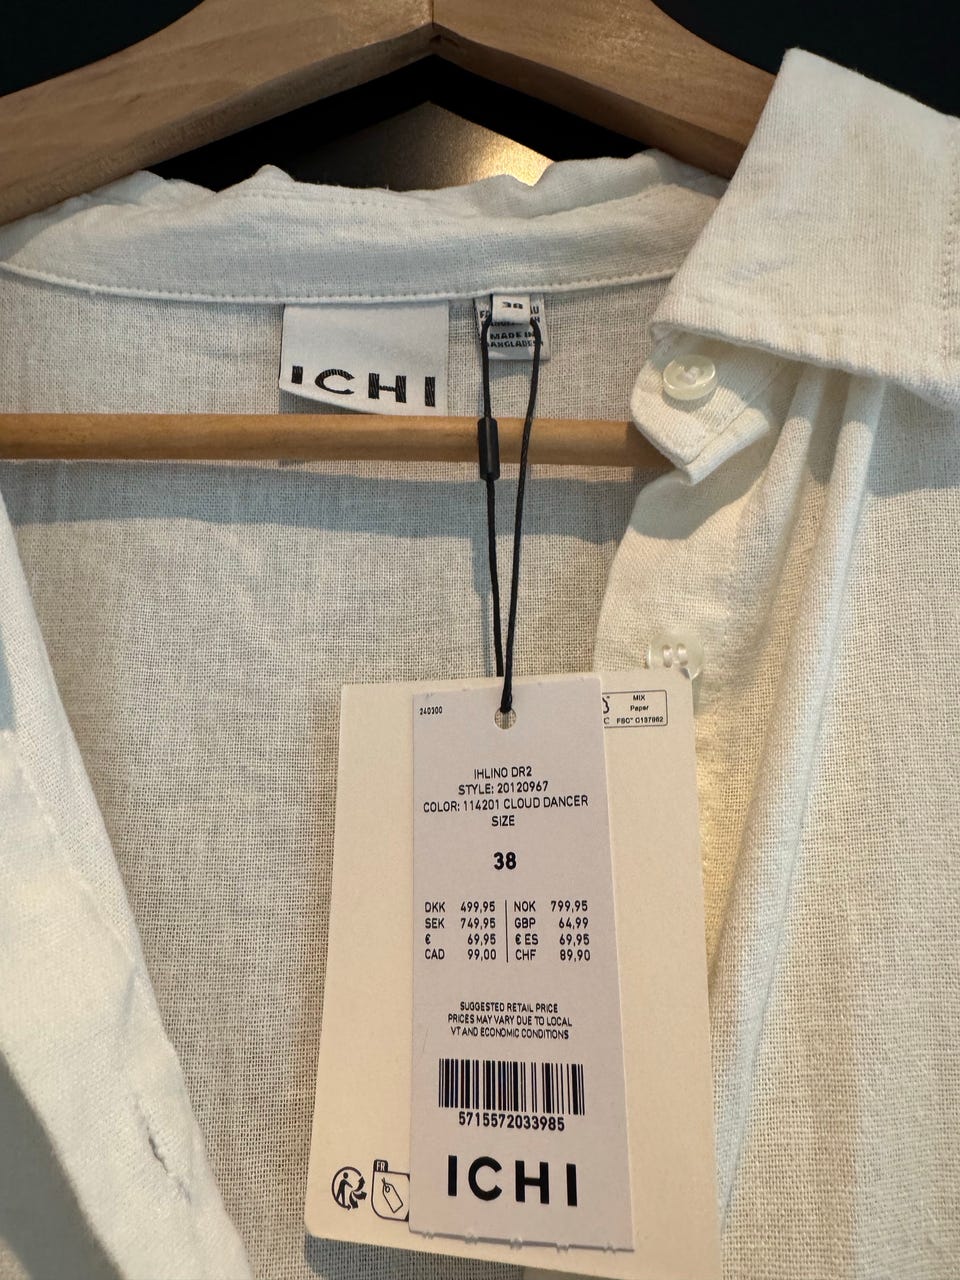 38
MADE IN
BANGLADESH
ICHI
MIX
Paper
FSC® C137982
240300
IHLINO DR2
STYLE: 20120967
COLOR: 114201 CLOUD DANCER
SIZE
38
DKK 499,95 NOK 799,95
SEK 749,95 GBP 64,99
€ 69,95 € ES 69,95
CAD 99,00 CHF 89,90
SUGGESTED RETAIL PRICE
PRICES MAY VARY DUE TO LOCAL
VT AND ECONOMIC CONDITIONS
5715572033985
FR
ICHI